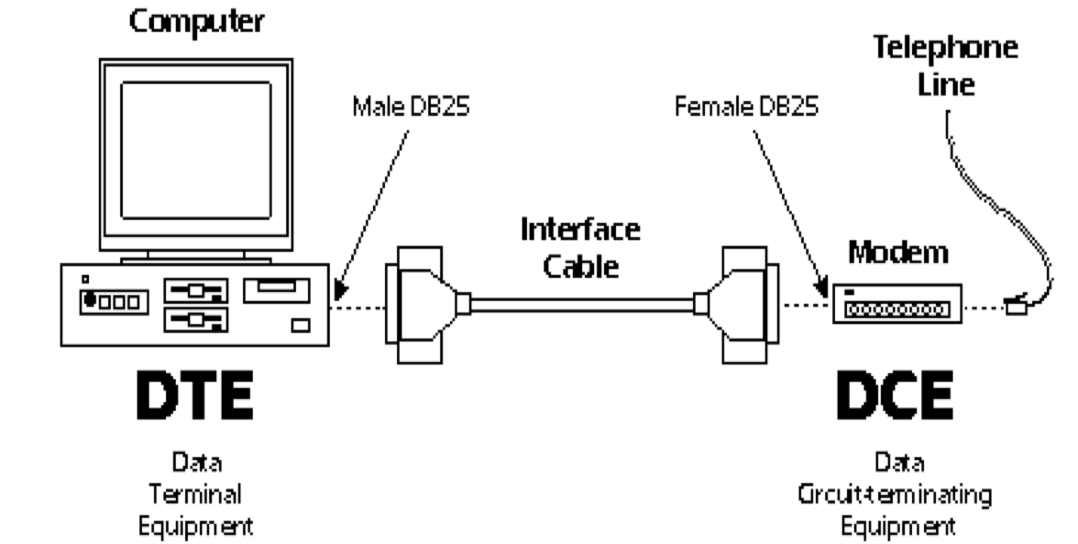 Computer
Telephone
Line
Male DB25
Female DB25
Interface
Cable
Modem
DTE
DCE
Data
Terminal
Equipment
Data
Circuit-terminating
Equipment